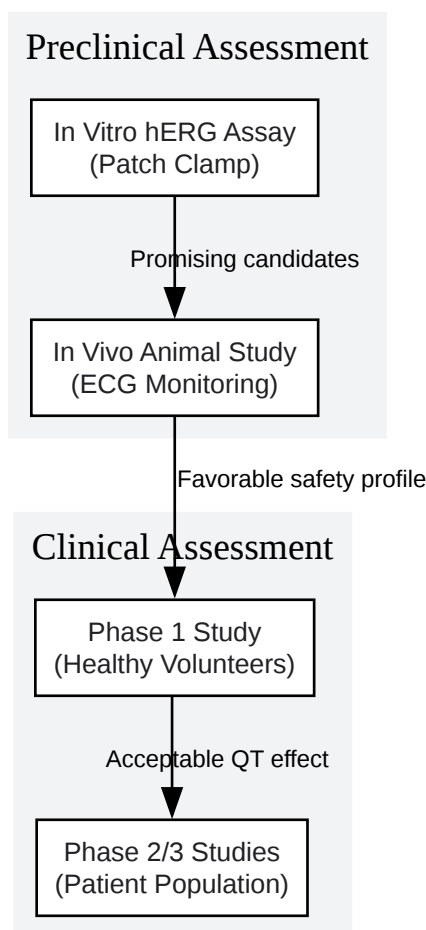 Preclinical Assessment
In Vitro hERG Assay
(Patch Clamp)
Promising candidates
In Vivo Animal Study
(ECG Monitoring)
Favorable safety profile
Clinical Assessment
Phase 1 Study
(Healthy Volunteers)
Acceptable QT effect
Phase 2/3 Studies
(Patient Population)